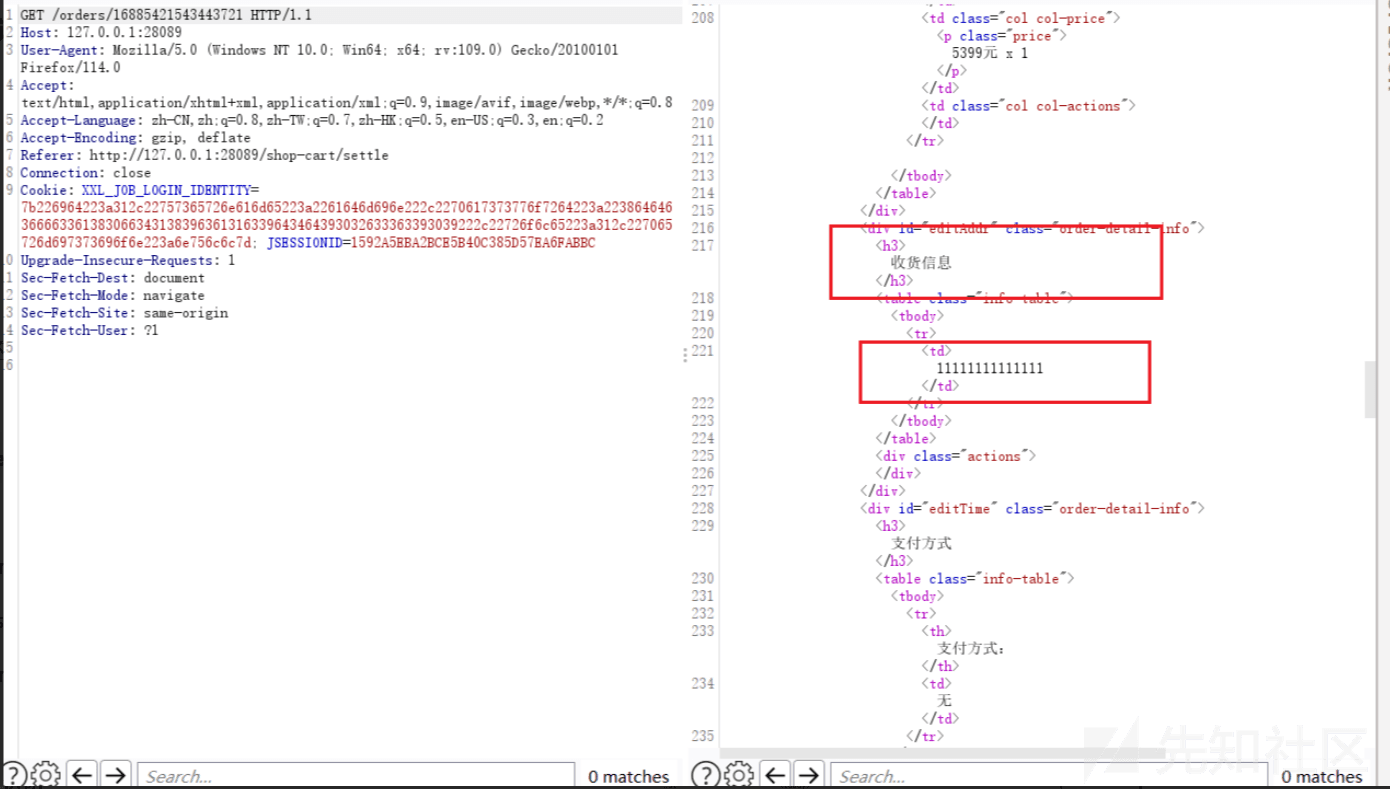 1 GET /orders/16885421543443721 HTTP/1.1
2 Host: 127.0.0.1:28089
3 User-Agent: Mozilla/5.0 (Windows NT 10.0; Win64; x64; rv:109.0) Gecko/20100101
Firefox/114.0
4 Accept:
text/html,application/xhtml+xml,application/xml;q=0.9,image/avif,image/webp,*/*;q=0.8
5 Accept-Language: zh-CN,zh;q=0.8,zh-TW;q=0.7,zh-HK;q=0.5,en-US;q=0.3,en;q=0.2
6 Accept-Encoding: gzip, deflate
7 Referer: http://127.0.0.1:28089/shop-cart/settle
8 Connection: close
9 Cookie: XXL_JOB_LOGIN_IDENTITY=
7b226964223a312c22757365726e616d65223a2261646d696e222c2270617373776f7264223a223864646
3666633613830663431383963613163396434643930326333633930 39222c22726f6c65223a312c227065
726d697373696f6e223a6e756c6c7d; JSESSIONID=1592A5EBA2BCE5B40C385D57EA6FABBC
0 Upgrade-Insecure-Requests: 1
1 Sec-Fetch-Dest: document
2 Sec-Fetch-Mode: navigate
3 Sec-Fetch-Site: same-origin
4 Sec-Fetch-User: ?1
5
6
Search...
0 matches
208 <td class="col col-price">
<p class="price">
5399元 x 1
</p>
</td>
209 <td class="col col-actions">
210 </td>
211 </tr>
212
213 </tbody>
214 </table>
215 </div>
216 <div id="editAddr" class="order-detail-info">
217 <h3>
收货信息
</h3>
218 <table class="info-table">
219 <tbody>
220 <tr>
221 <td>
11111111111111
</td>
222 </tr>
223 </tbody>
224 </table>
225 <div class="actions">
226 </div>
227 </div>
228 <div id="editTime" class="order-detail-info">
229 <h3>
支付方式
</h3>
230 <table class="info-table">
231 <tbody>
232 <tr>
233 <th>
支付方式:
</th>
234 <td>
无
</td>
235 </tr>
Search...
0 matches
先知社区